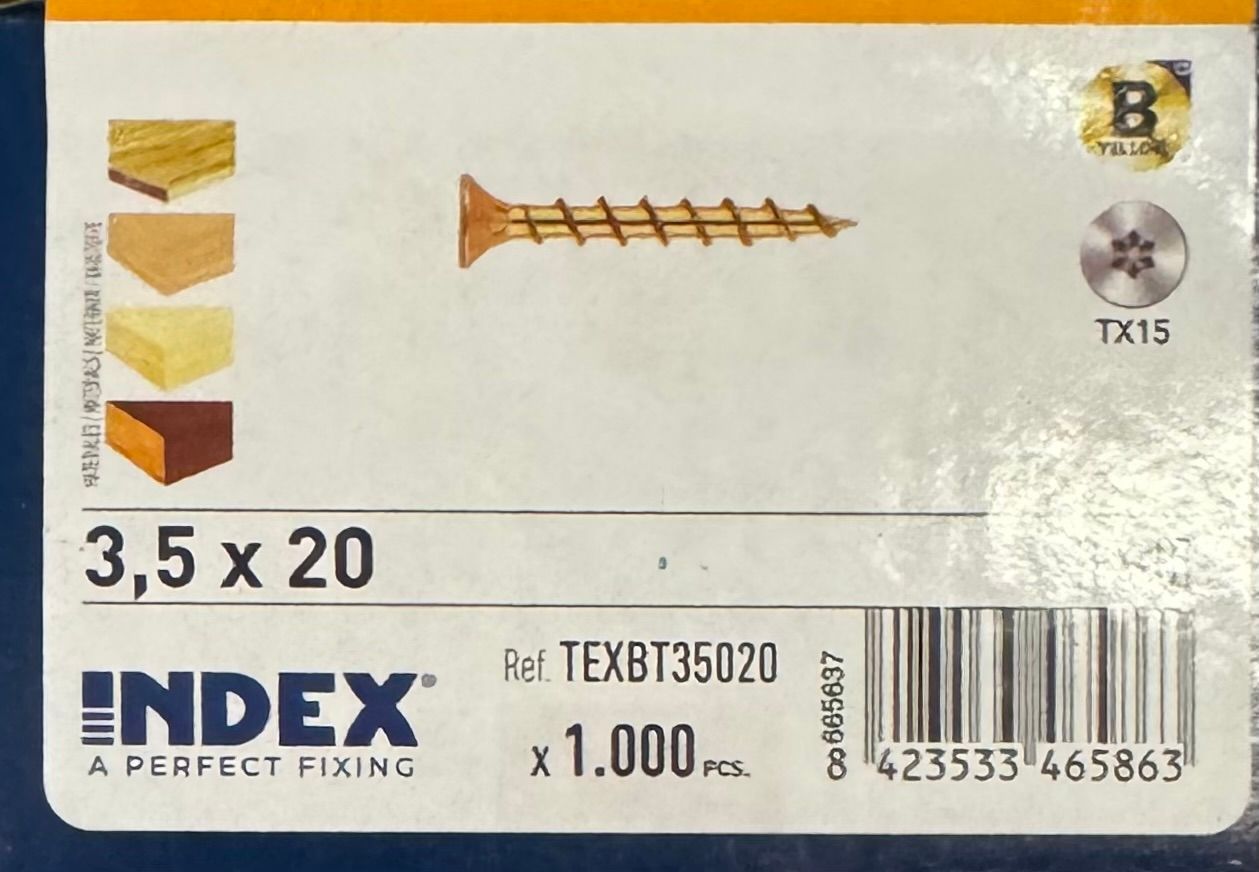 B
TX15
3,5 x 20
INDEX®
A PERFECT FIXING
Ref. TEXBT35020
x 1.000 PCS.
8 423533 465863